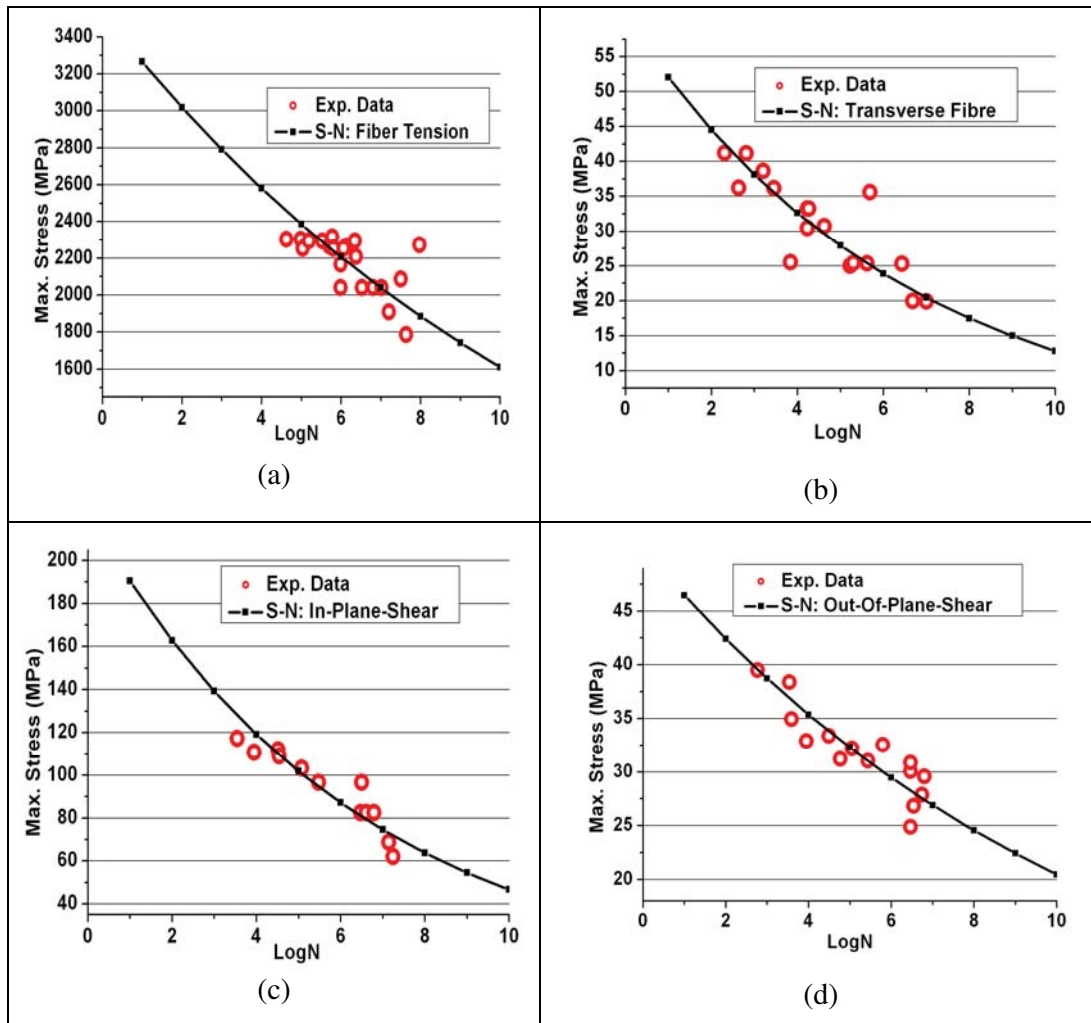 3400
3200
3000
2800
2600
2400
2200
2000
1800
1600
Max. Stress (MPa)
Exp. Data
S-N: Fiber Tension
0 2 4 6 8 10
LogN
(a)
55
50
45
40
35
30
25
20
15
10
Max. Stress (MPa)
Exp. Data
S-N: Transverse Fibre
0 2 4 6 8 10
LogN
(b)
200
180
160
140
120
100
80
60
40
Max. Stress (MPa)
Exp. Data
S-N: In-Plane-Shear
0 2 4 6 8 10
LogN
(c)
45
40
35
30
25
20
Max. Stress (MPa)
Exp. Data
S-N: Out-Of-Plane-Shear
0 2 4 6 8 10
LogN
(d)